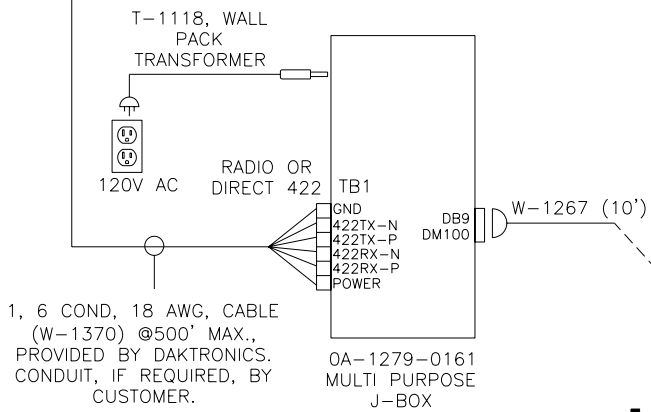 T-1118, WALL
PACK
TRANSFORMER
120V AC
RADIO OR
DIRECT 422
TB1
GND
422TX-N
422TX-P
422RX-N
422RX-P
POWER
DB9
DM100
W-1267 (10')
1, 6 COND, 18 AWG, CABLE
(W-1370) @500' MAX.,
PROVIDED BY DAKTRONICS.
CONDUIT, IF REQUIRED, BY
CUSTOMER.
0A-1279-0161
MULTI PURPOSE
J-BOX